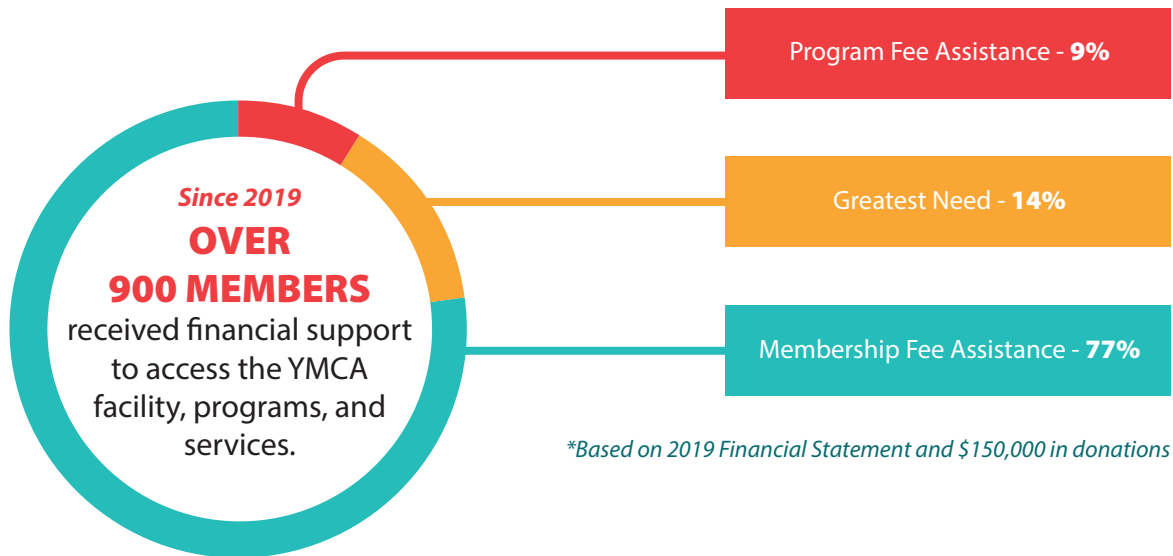 Program Fee Assistance - 9%
Since 2019
OVER
900 MEMBERS
received financial support
to access the YMCA
facility, programs, and
services.
Greatest Need - 14%
Membership Fee Assistance - 77%
*Based on 2019 Financial Statement and $150,000 in donations